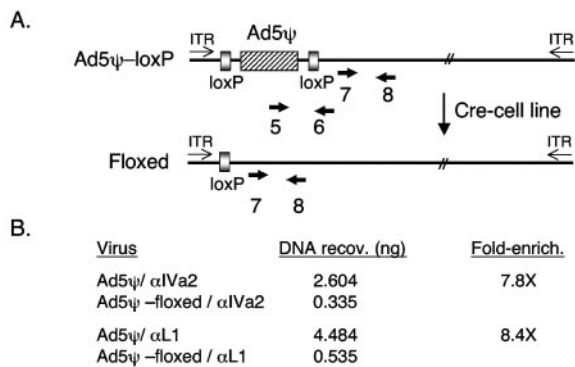 A.
ITR Ad5ψ ITR
Ad5ψ–loxP
loxP loxP
7 8
5 6
Cre-cell line
ITR ITR
Floxed
loxP
7 8
B.
Virus DNA recov. (ng) Fold-enrich.
Ad5ψ/ αIVa2 2.604 7.8X
Ad5ψ –floxed / αIVa2 0.335
Ad5ψ/ αL1 4.484 8.4X
Ad5ψ –floxed / αL1 0.535